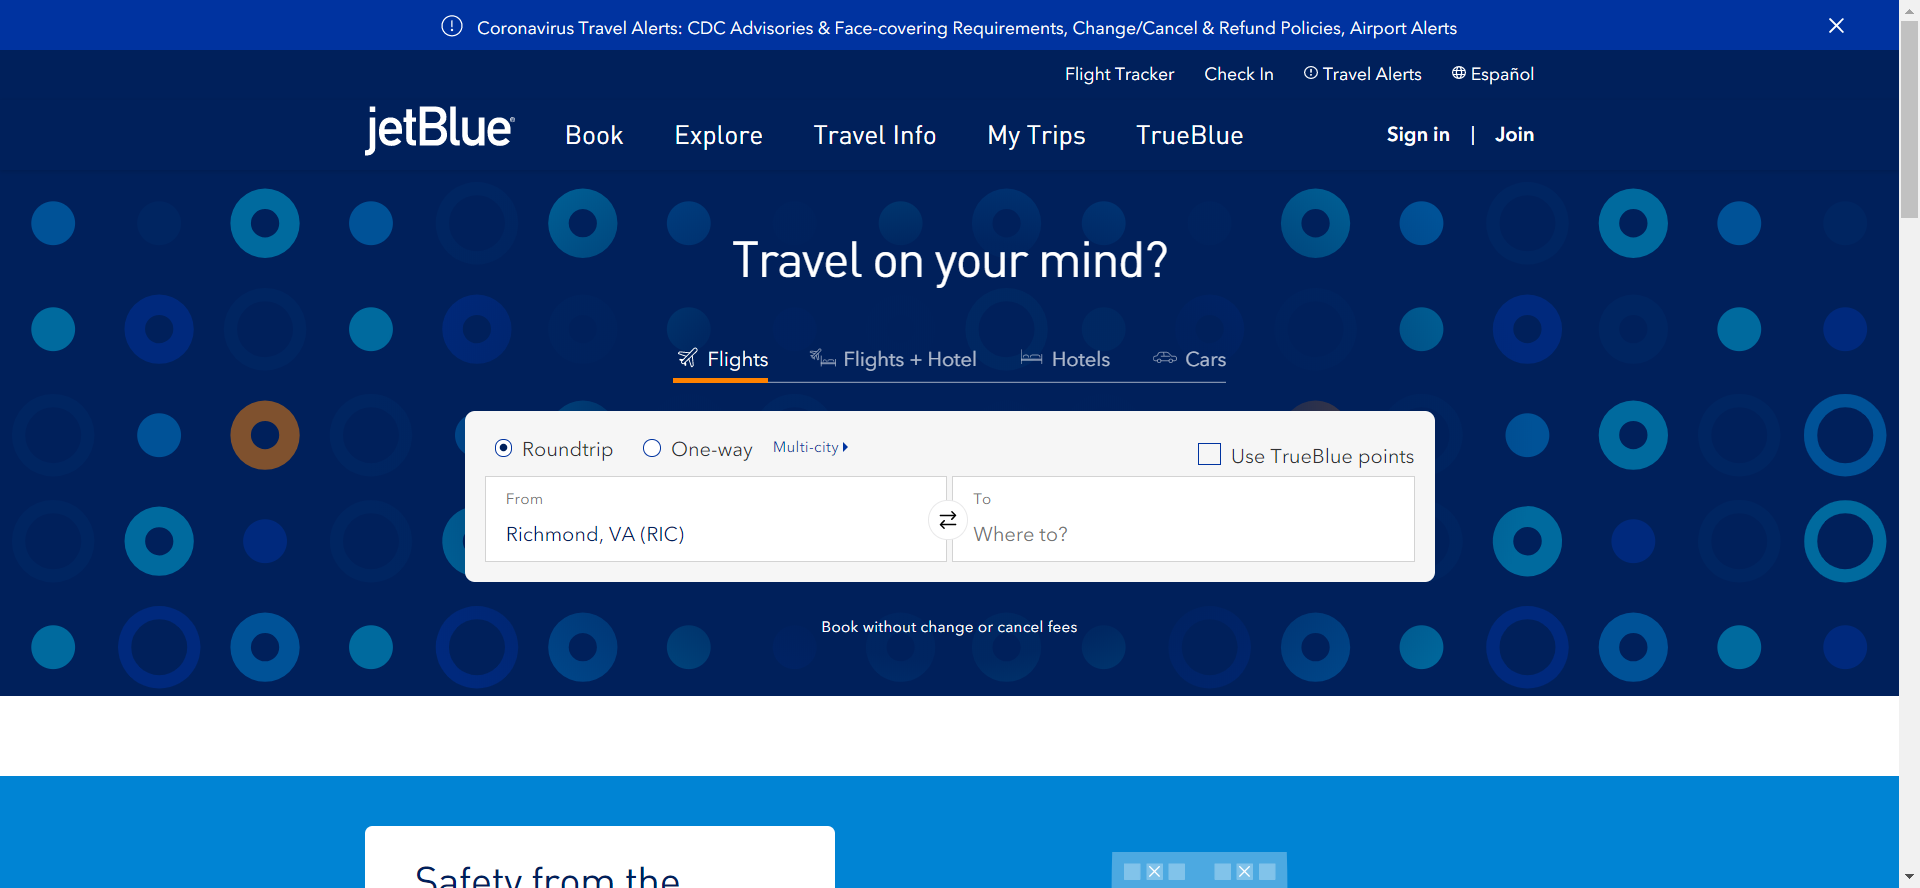 Coronavirus Travel Alerts: CDC Advisories & Face-covering Requirements, Change/Cancel & Refund Policies, Airport Alerts
Flight Tracker Check In Travel Alerts Español
jetBlue Book Explore Travel Info My Trips TrueBlue Sign in | Join
Travel on your mind?
Flights Flights + Hotel Hotels Cars
Roundtrip One-way Multi-city Use TrueBlue points
From To
Richmond, VA (RIC) Where to?
Book without change or cancel fees
Safety from the